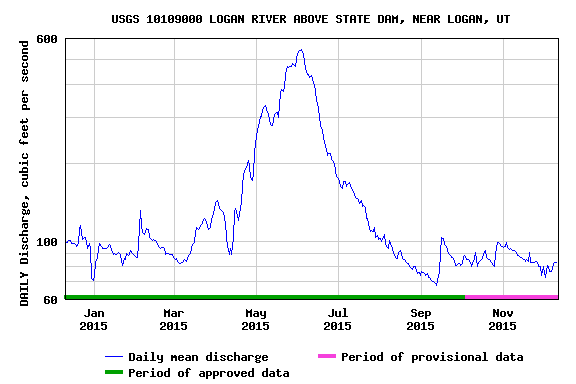 USGS 10109000 LOGAN RIVER ABOVE STATE DAM, NEAR LOGAN, UT
DAILY Discharge, cubic feet per second
600
100
60
Jan Mar May Jul Sep Nov
2015 2015 2015 2015 2015 2015
Daily mean discharge Period of provisional data
Period of approved data